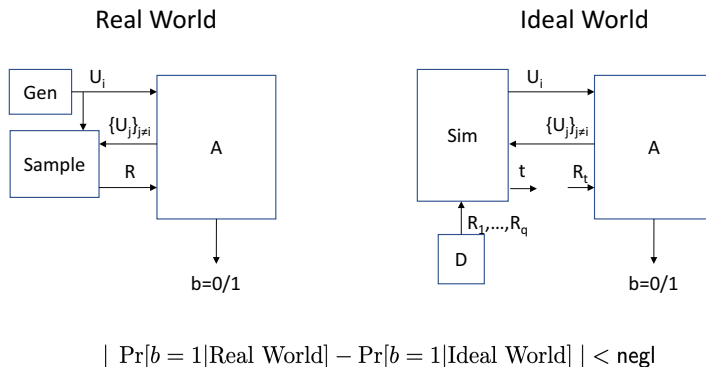 Real World
Ideal World
Gen
U_i
{U_j}_{j≠i}
Sample
R
A
b=0/1
Sim
U_i
{U_j}_{j≠i}
t
R_t
A
R_1,...,R_q
D
b=0/1
| Pr[b = 1|Real World] − Pr[b = 1|Ideal World] | < negl